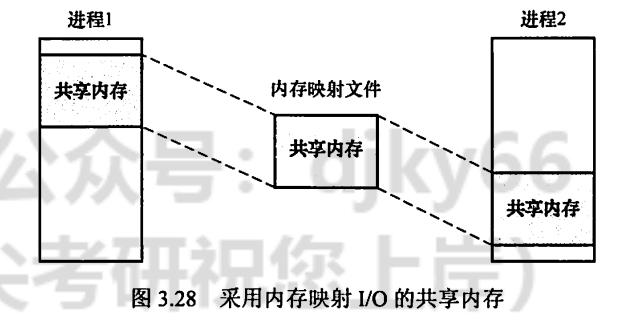 进程1
进程2
共享内存
内存映射文件
共享内存
共享内存
公众号：djky66
尖考研祝您上岸）
图 3.28 采用内存映射 I/O 的共享内存